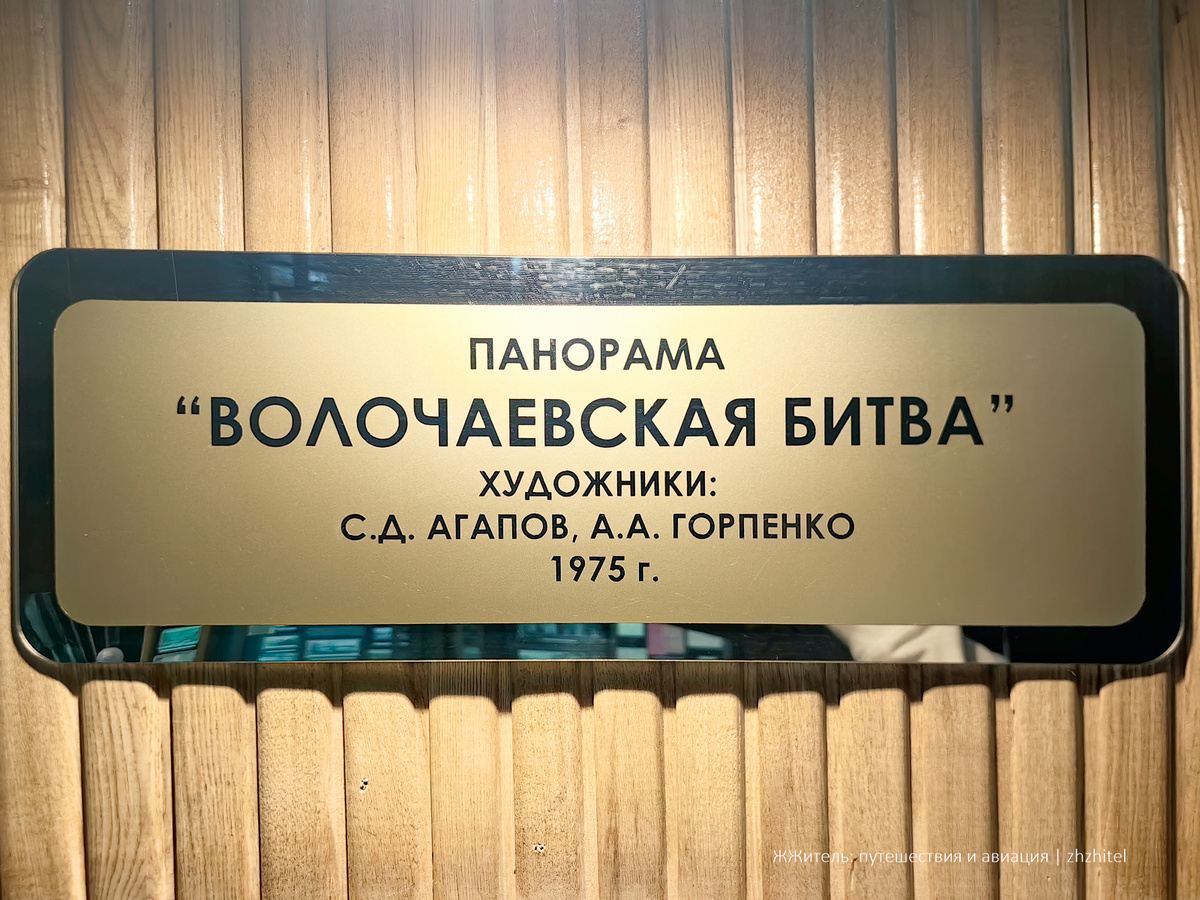 ПАНОРАМА
“ВОЛОЧАЕВСКАЯ БИТВА”
ХУДОЖНИКИ:
С.Д. АГАПОВ, А.А. ГОРПЕНКО
1975 г.
ЖЖитель: путешествия и авиация | zhzhitel